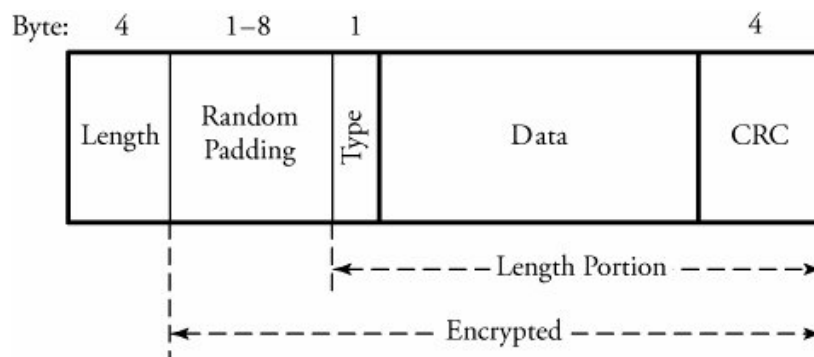 Byte: 4 1–8 1 4
Length Random Padding Type Data CRC
Length Portion
Encrypted